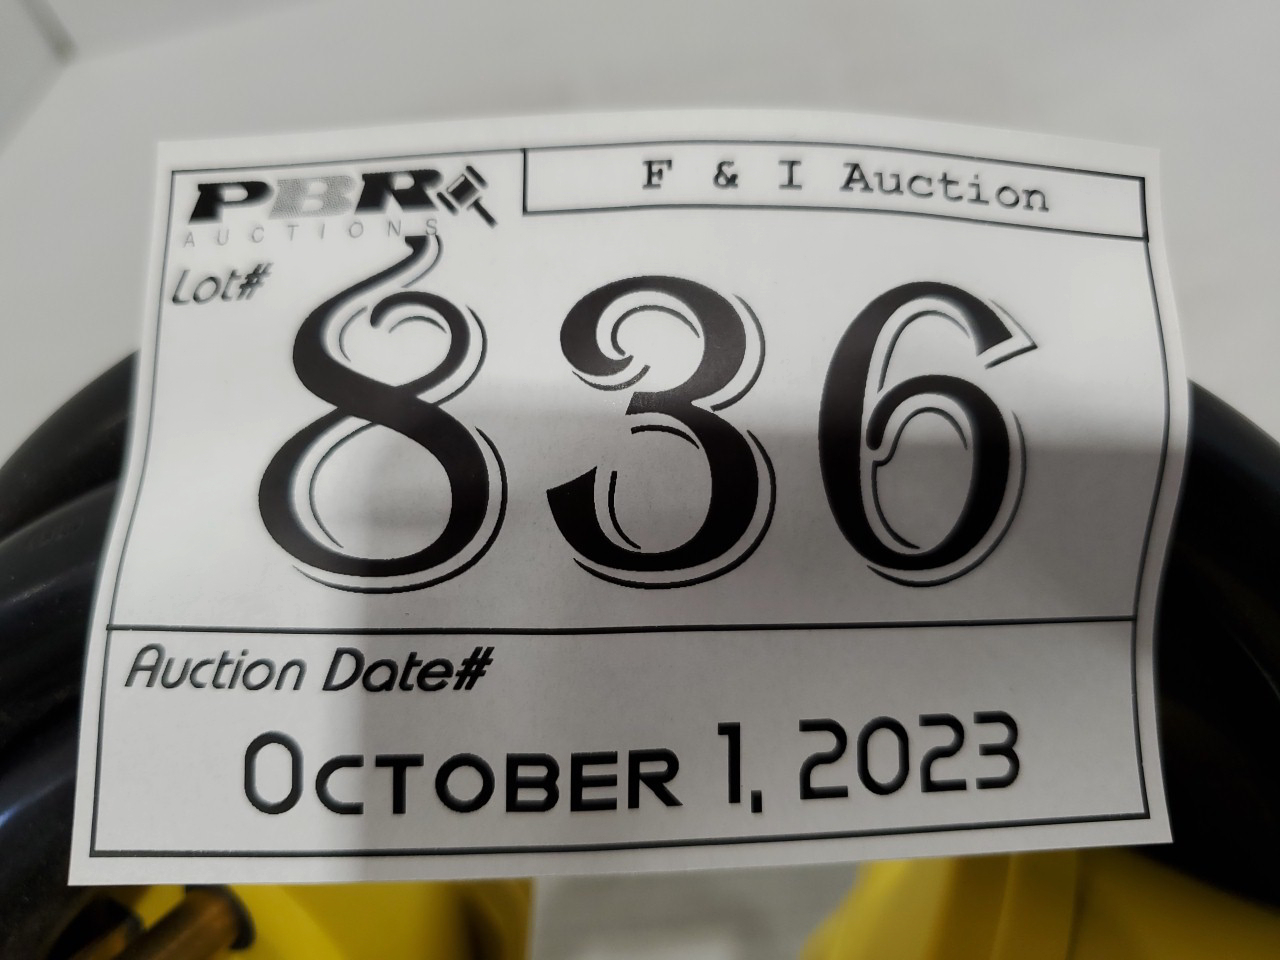 PBR
AUCTIONS
F & I Auction
Lot#
836
Auction Date#
October 1, 2023